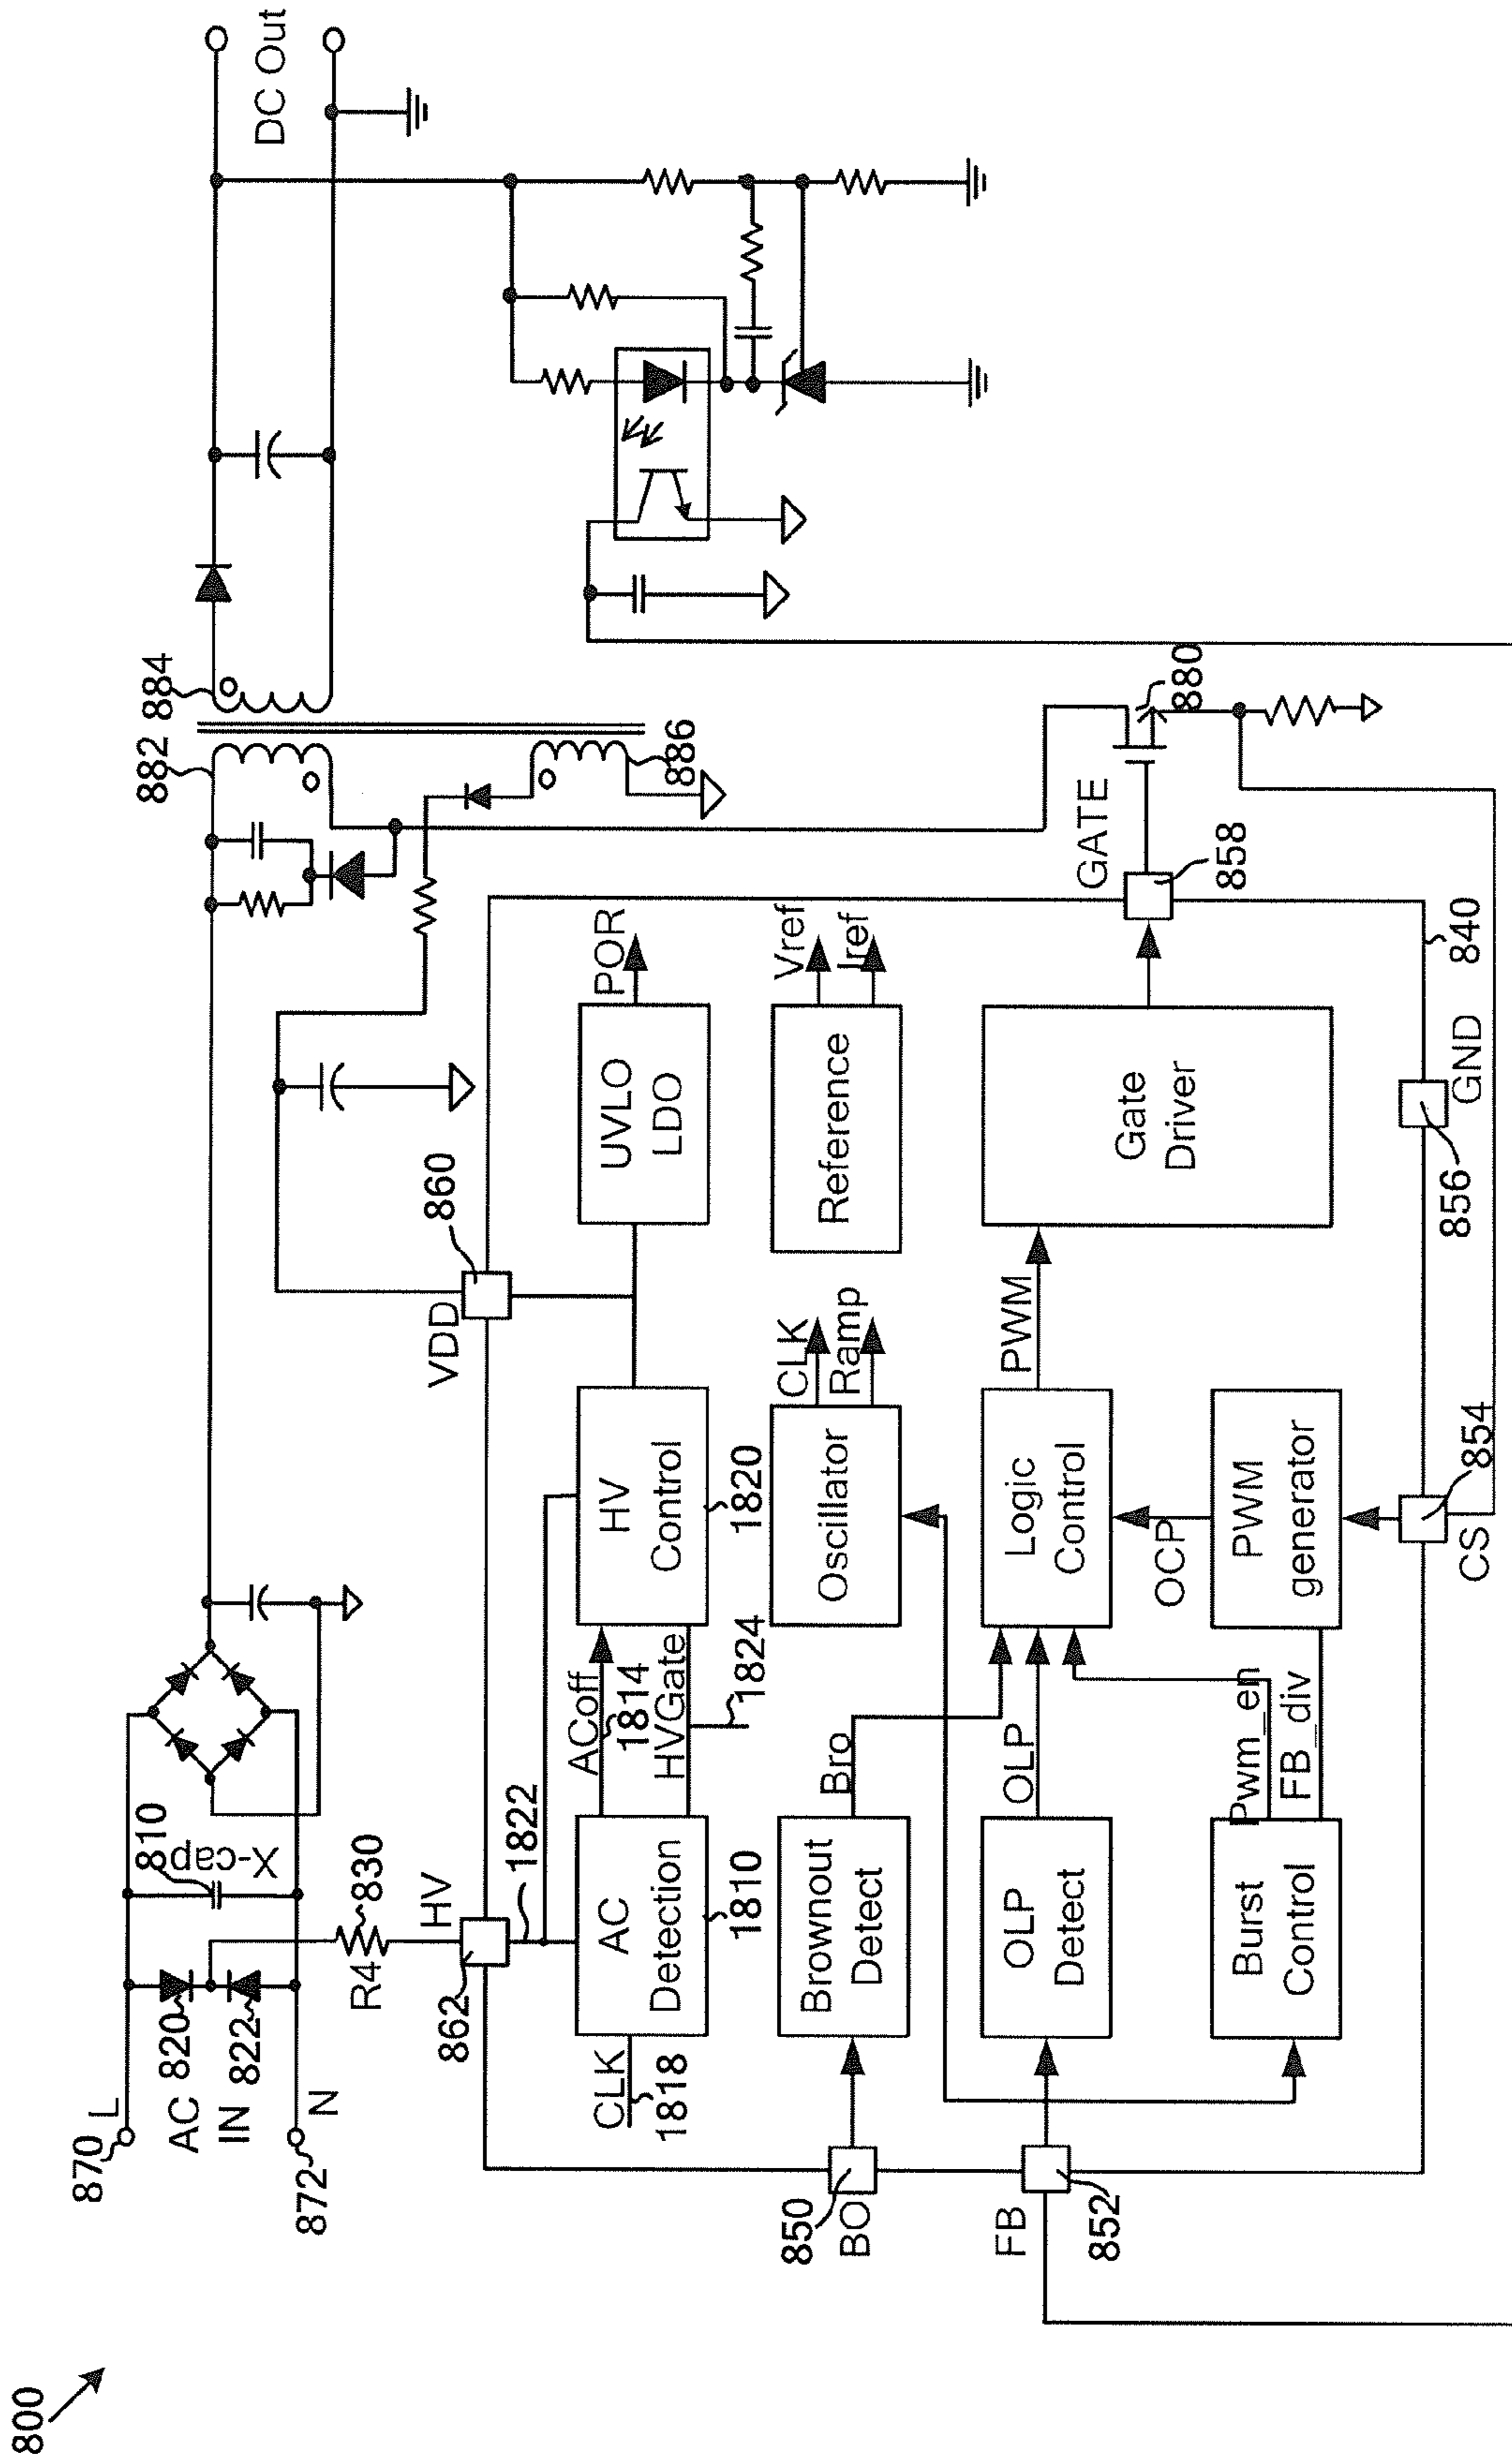 800
870
L
AC
IN
N
872
820
822
810
X-cap
R4
830
HV
862
1822
882
884
886
DC Out
VDD
860
CLK
1818
AC
Detection
1810
ACoff
1814
HVGate
1824
HV
Control
1820
UVLO
LDO
POR
Oscillator
CLK
Ramp
Reference
Vref
Iref
850
BO
Brownout
Detect
Bro
FB
852
OLP
Detect
OLP
Logic
Control
PWM
Gate
Driver
GATE
858
880
Burst
Control
Pwm_en
FB_div
PWM
generator
OCP
CS
854
856
GND
840